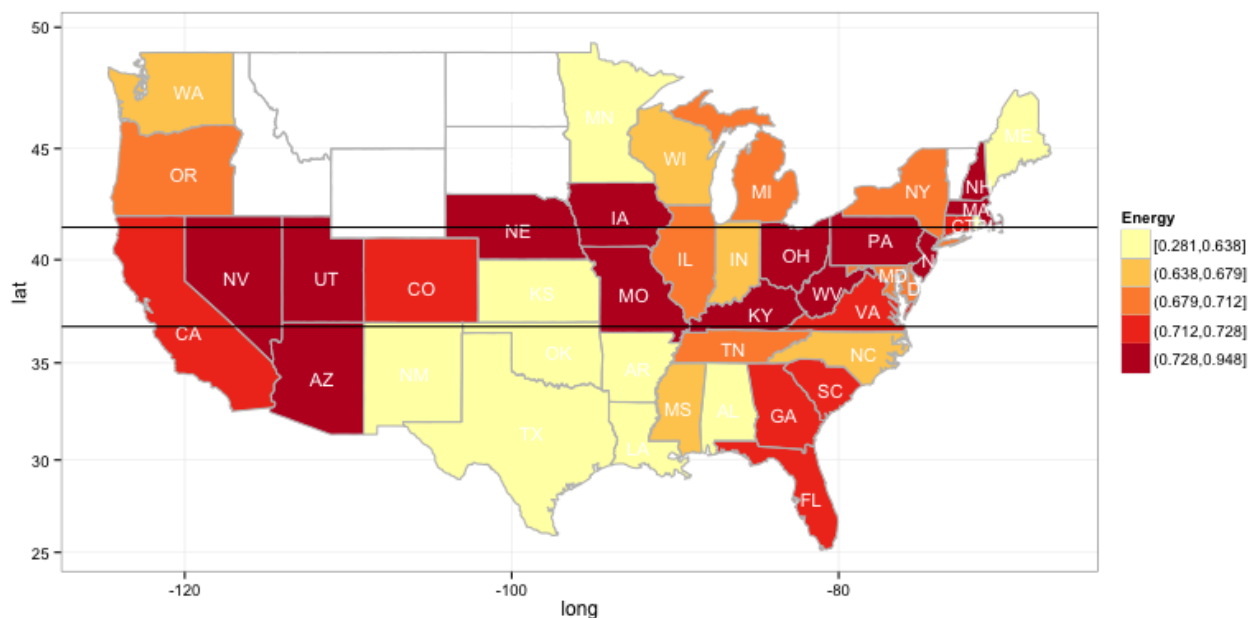 50
45
40
35
30
25
lat
-120
-100
-80
long
WA
OR
CA
NV
UT
AZ
CO
NM
NE
KS
OK
TX
MN
IA
MO
AR
LA
WI
IL
MS
MI
IN
OH
KY
TN
AL
GA
FL
SC
NC
VA
WV
PA
NY
MD
D
N
CT
MA
NH
ME
Energy
[0.281,0.638]
(0.638,0.679]
(0.679,0.712]
(0.712,0.728]
(0.728,0.948]